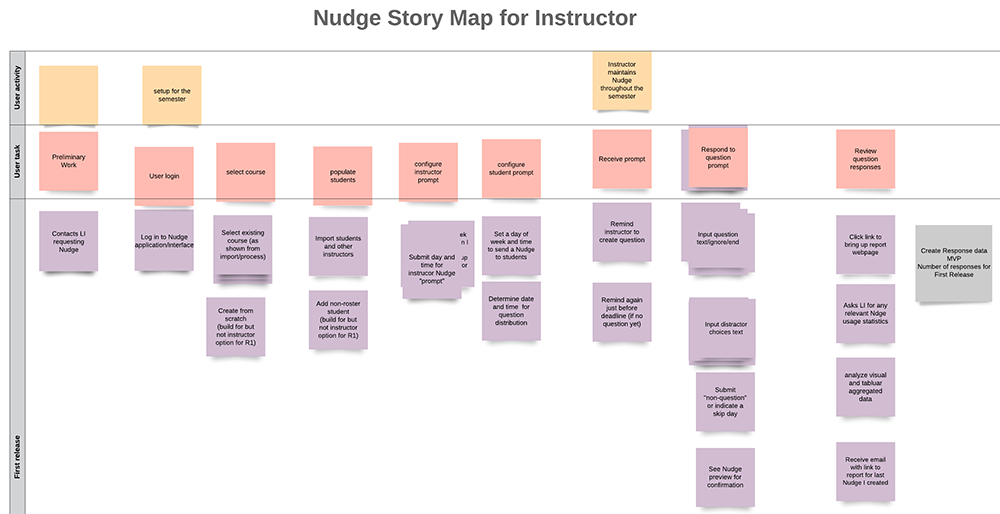 Nudge Story Map for Instructor
User activity
setup for the
semester
Instructor
maintains
Nudge
throughout the
semester
User task
Preliminary
Work
User login
select course
populate
students
configure
instructor
prompt
configure
student prompt
Receive prompt
Respond to
question
prompt
Review
question
responses
First release
Contacts LI
requesting
Nudge
Log in to Nudge
application/interface
Select existing
course (as
shown from
import/process)
Create from
scratch
(build for but
not instructor
option for R1)
Import students
and other
instructors
Add non-roster
student
(build for but
not instructor
option for R1)
Submit day and
time for
instrucor Nudge
"prompt"
Set a day of
week and time
to send a Nudge
to students
Determine date
and time for
question
distribution
Remind
instructor to
create question
Remind again
just before
deadline (if no
question yet)
Input question
text/ignore/end
Input distractor
choices text
Submit
"non-question"
or indicate a
skip day
See Nudge
preview for
confirmation
Click link to
bring up report
webpage
Asks LI for any
relevant Ndge
usage statistics
analyze visual
and tabluar
aggregated
data
Receive email
with link to
report for last
Nudge I created
Create Response data
MVP
Number of responses for
First Release